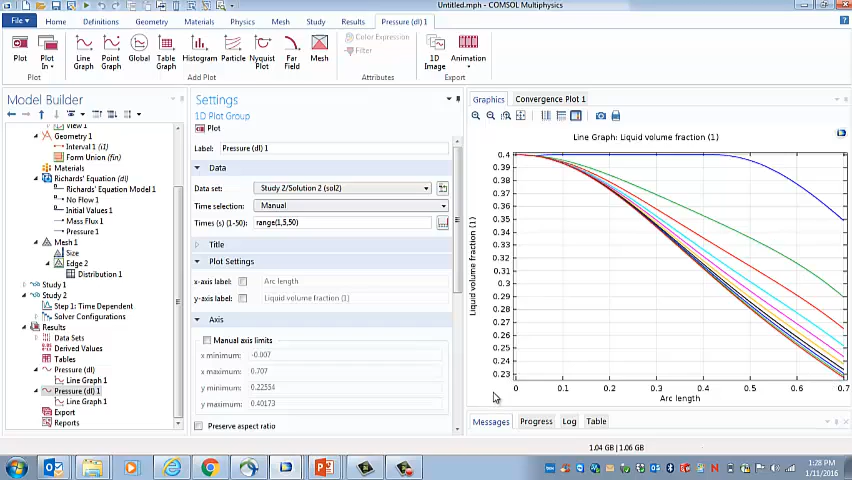 Untitled.mph - COMSOL Multiphysics
File
Home
Definitions
Geometry
Materials
Physics
Mesh
Study
Results
Pressure (dl) 1
Plot
Plot In
Line Graph
Point Graph
Global
Table Graph
Histogram
Particle
Nyquist Plot
Far Field
Mesh
Color Expression
Filter
1D Image
Animation
Plot
Add Plot
Attributes
Export
Model Builder
View 1
Geometry 1
Interval 1 (i1)
Form Union (fin)
Materials
Richards' Equation (dl)
Richards' Equation Model 1
No Flow 1
Initial Values 1
Mass Flux 1
Pressure 1
Mesh 1
Size
Edge 2
Distribution 1
Study 1
Study 2
Step 1: Time Dependent
Solver Configurations
Results
Data Sets
Derived Values
Tables
Pressure (dl)
Line Graph 1
Pressure (dl) 1
Line Graph 1
Export
Reports
Settings
1D Plot Group
Plot
Label: Pressure (dl) 1
Data
Data set: Study 2/Solution 2 (sol2)
Time selection: Manual
Times (s) (1-50): range(1,5,50)
Title
Plot Settings
x-axis label: Arc length
y-axis label: Liquid volume fraction (1)
Axis
Manual axis limits
x minimum: -0.007
x maximum: 0.707
y minimum: 0.22554
y maximum: 0.40173
Preserve aspect ratio
Graphics
Convergence Plot 1
Line Graph: Liquid volume fraction (1)
Liquid volume fraction (1)
0.4
0.39
0.38
0.37
0.36
0.35
0.34
0.33
0.32
0.31
0.3
0.29
0.28
0.27
0.26
0.25
0.24
0.23
0 0.1 0.2 0.3 0.4 0.5 0.6 0.7
Arc length
Messages
Progress
Log
Table
1.04 GB | 1.06 GB
1:28 PM
1/11/2016